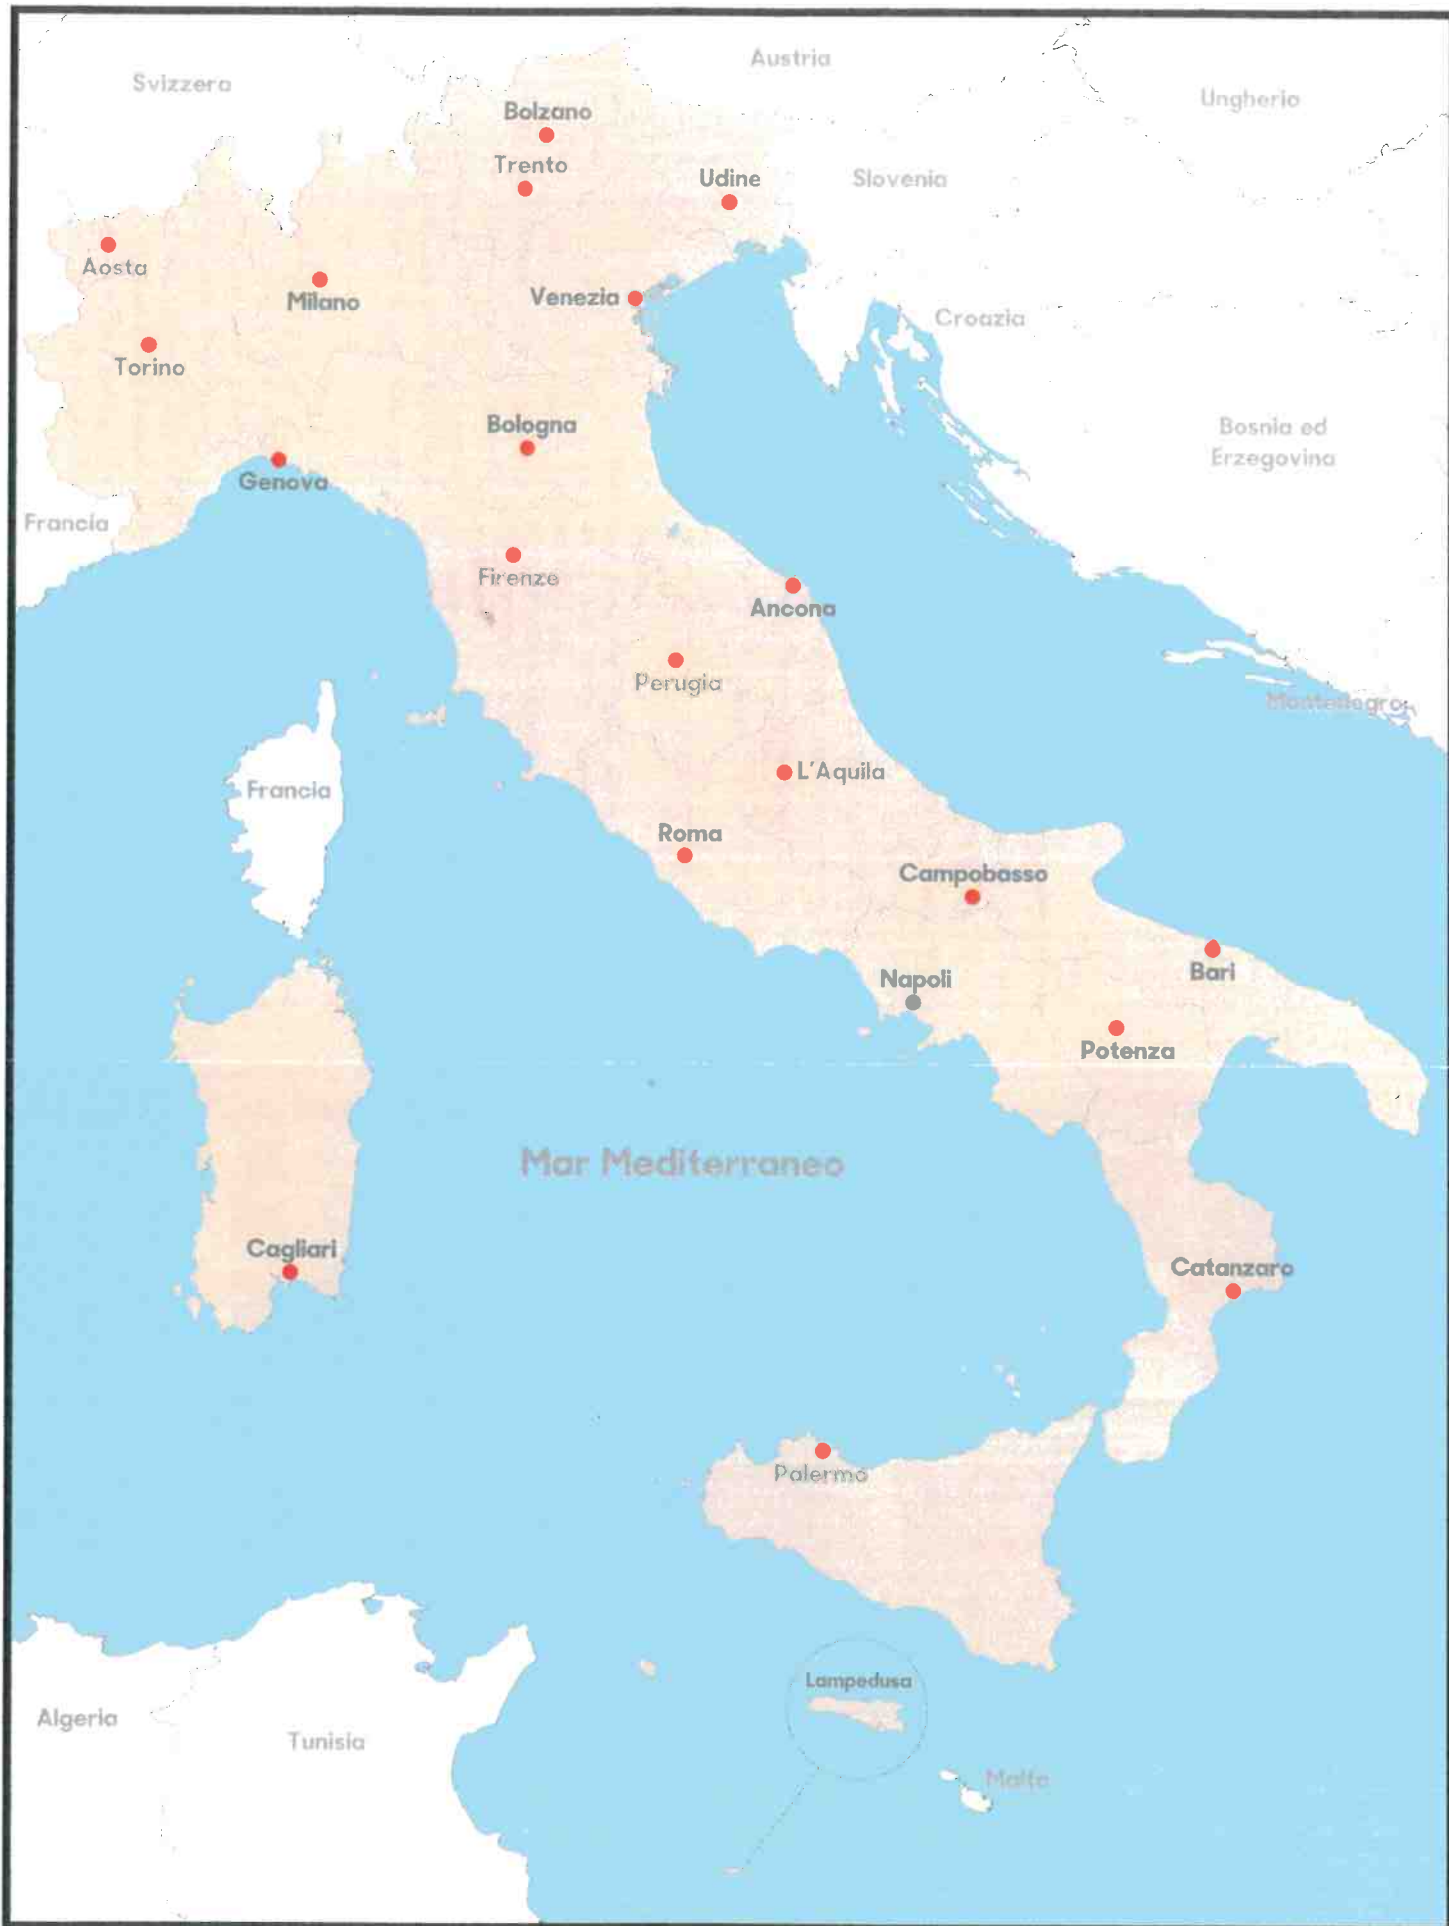 Austria
Svizzera
Ungheria
Bolzano
Trento
Udine
Slovenia
Aosta
Milano
Venezia
Croazia
Torino
Bologna
Bosnia ed
Erzegovina
Genova
Francia
Firenze
Ancona
Perugia
Montenegro
L'Aquila
Francia
Roma
Campobasso
Bari
Napoli
Potenza
Mar Mediterraneo
Cagliari
Catanzaro
Palermo
Lampedusa
Algeria
Tunisia
Malta